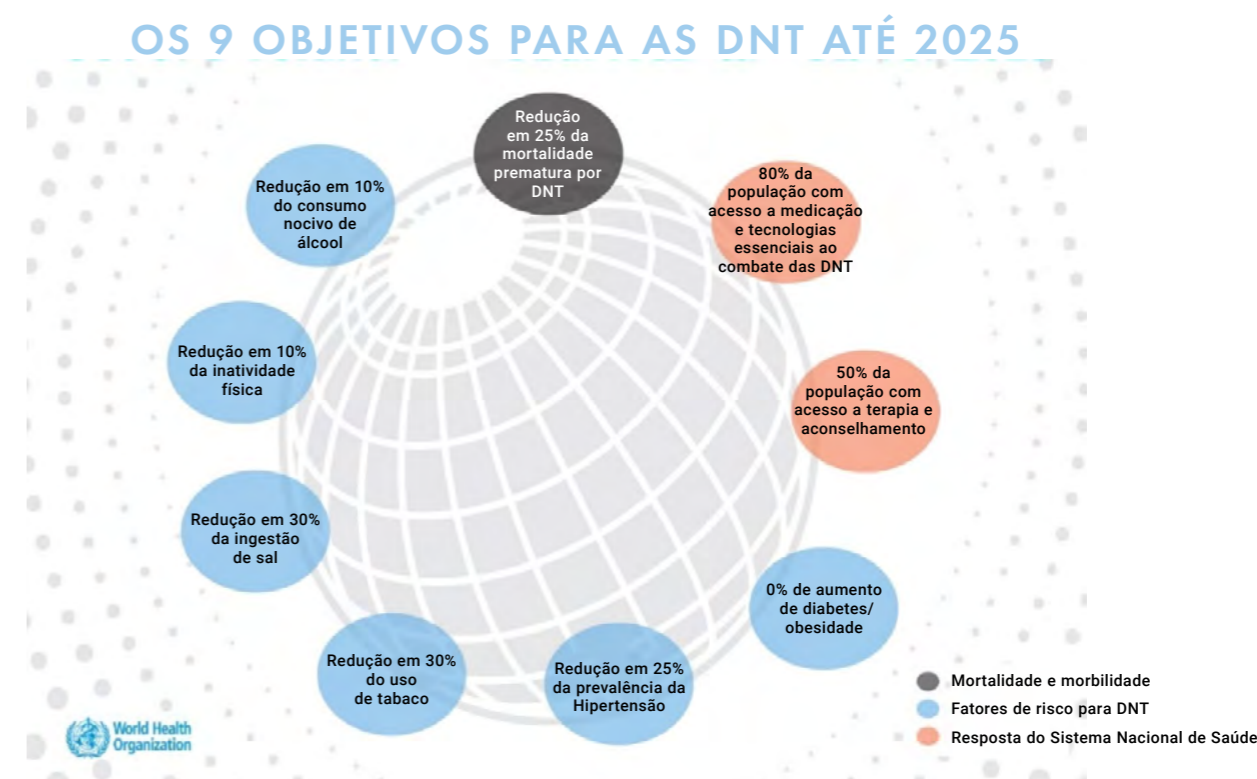 OS 9 OBJETIVOS PARA AS DNT ATÉ 2025
Redução
em 25% da
mortalidade
prematura por
DNT
80% da
população com
acesso a medicação
e tecnologias
essenciais ao
combate das DNT
50% da
população com
acesso a terapia e
aconselhamento
0% de aumento
de diabetes/
obesidade
Redução em 25%
da prevalência da
Hipertensão
Redução em 30%
do uso
de tabaco
Redução em 30%
da ingestão
de sal
Redução em 10%
da inatividade
física
Redução em 10%
do consumo
nocivo de
álcool
Mortalidade e morbilidade
Fatores de risco para DNT
Resposta do Sistema Nacional de Saúde
World Health
Organization